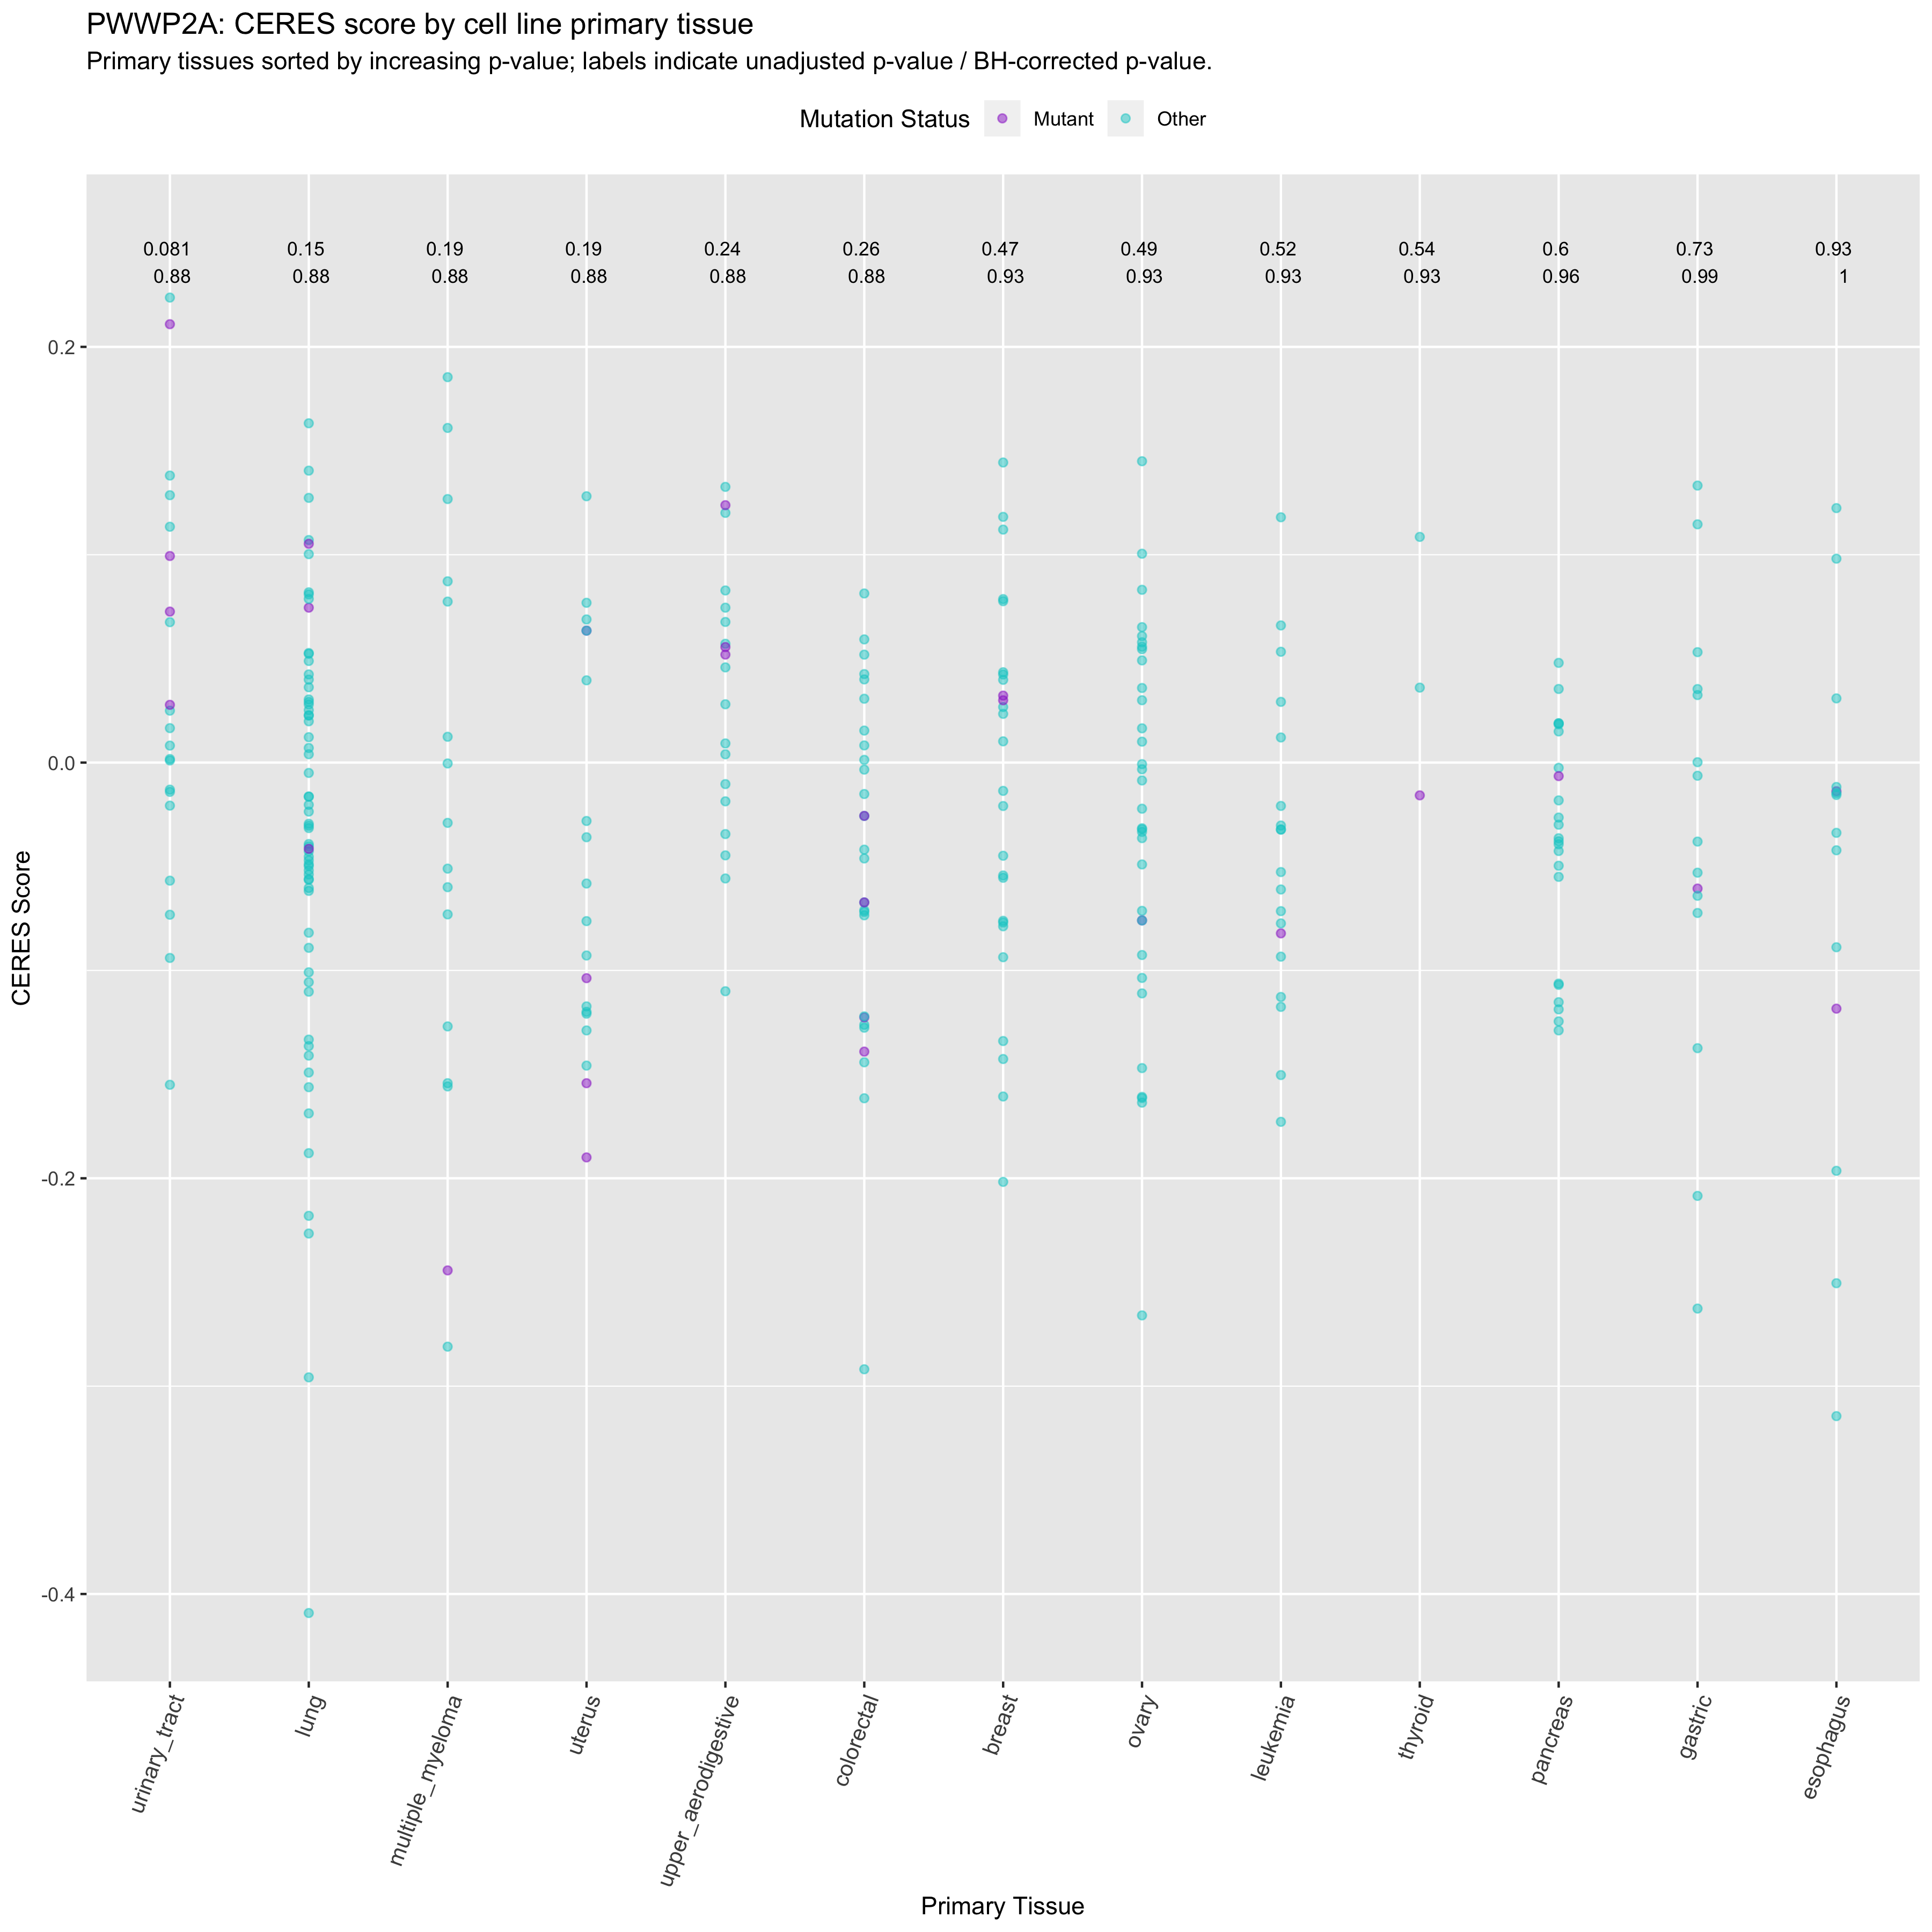 PWWP2A: CERES score by cell line primary tissue
Primary tissues sorted by increasing p-value; labels indicate unadjusted p-value / BH-corrected p-value.
Mutation Status Mutant Other
0.081 0.15 0.19 0.19 0.24 0.26 0.47 0.49 0.52 0.54 0.6 0.73 0.93
0.88 0.88 0.88 0.88 0.88 0.88 0.93 0.93 0.93 0.93 0.96 0.99 1
0.2
0.0
-0.2
-0.4
CERES Score
urinary_tract lung multiple_myeloma uterus upper_aerodigestive colorectal breast ovary leukemia thyroid pancreas gastric esophagus
Primary Tissue